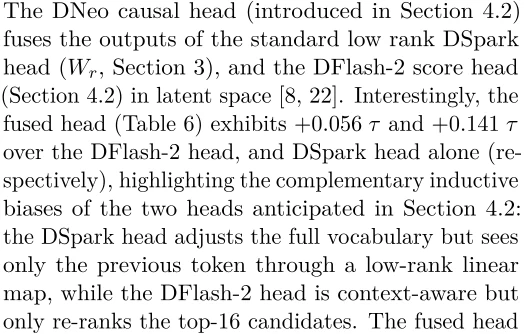 The DNeo causal head (introduced in Section 4.2)
fuses the outputs of the standard low rank DSpark
head (W_r, Section 3), and the DFlash-2 score head
(Section 4.2) in latent space [8, 22]. Interestingly, the
fused head (Table 6) exhibits +0.056 τ and +0.141 τ
over the DFlash-2 head, and DSpark head alone (re-
spectively), highlighting the complementary inductive
biases of the two heads anticipated in Section 4.2:
the DSpark head adjusts the full vocabulary but sees
only the previous token through a low-rank linear
map, while the DFlash-2 head is context-aware but
only re-ranks the top-16 candidates. The fused head